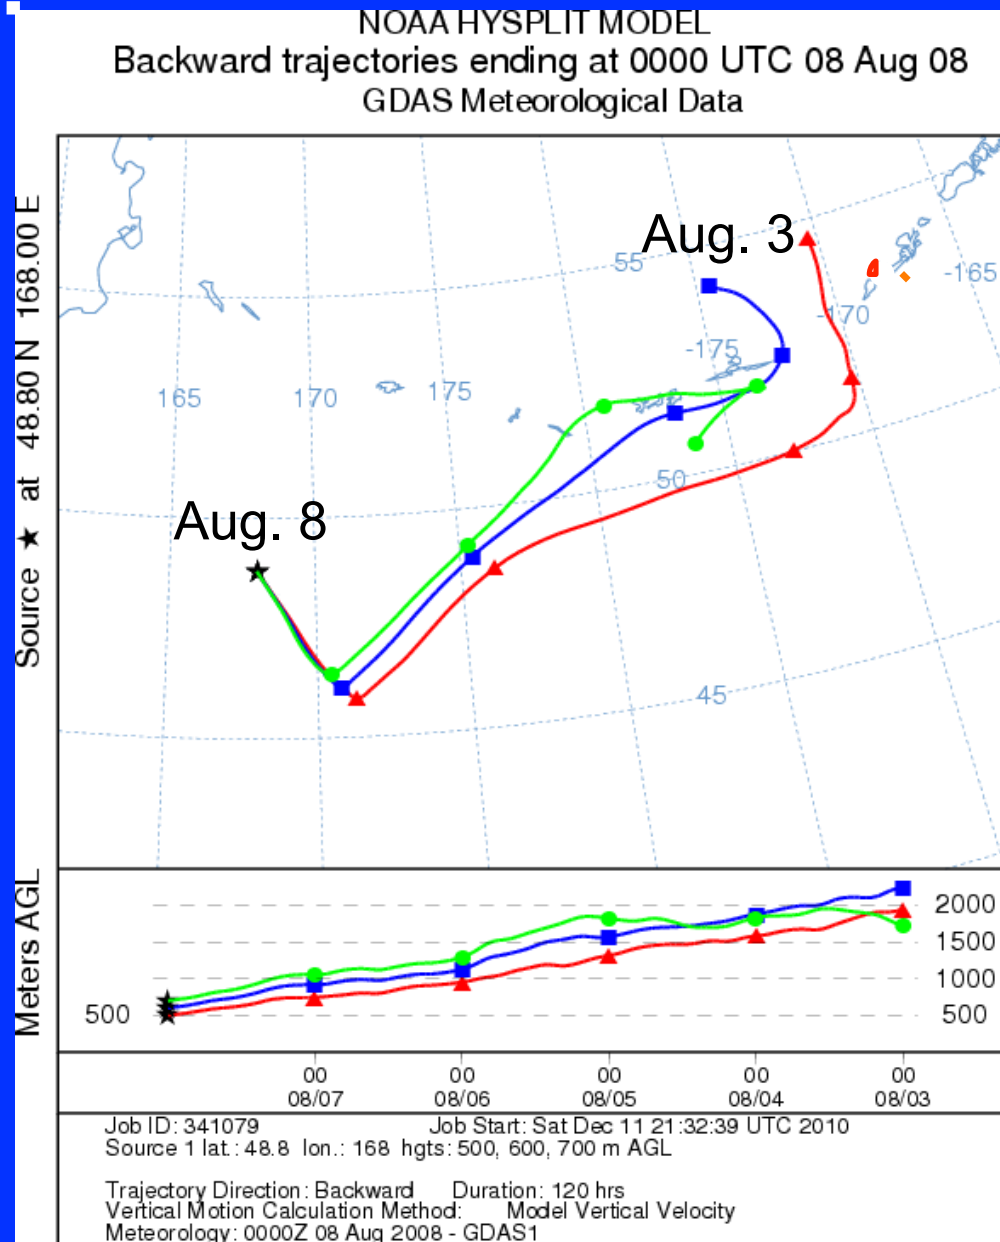 NOAA HYSPLIT MODEL
Backward trajectories ending at 0000 UTC 08 Aug 08
GDAS Meteorological Data
Source ★ at 48.80 N 168.00 E
Aug. 3
55
-165
-170
-175
165
170
175
50
Aug. 8
45
Meters AGL
2000
1500
1000
500
500
00
00
00
00
00
08/07
08/06
08/05
08/04
08/03
Job ID: 341079 Job Start: Sat Dec 11 21:32:39 UTC 2010
Source 1 lat.: 48.8 lon.: 168 hgts: 500, 600, 700 m AGL
Trajectory Direction: Backward Duration: 120 hrs
Vertical Motion Calculation Method: Model Vertical Velocity
Meteorology: 0000Z 08 Aug 2008 - GDAS1